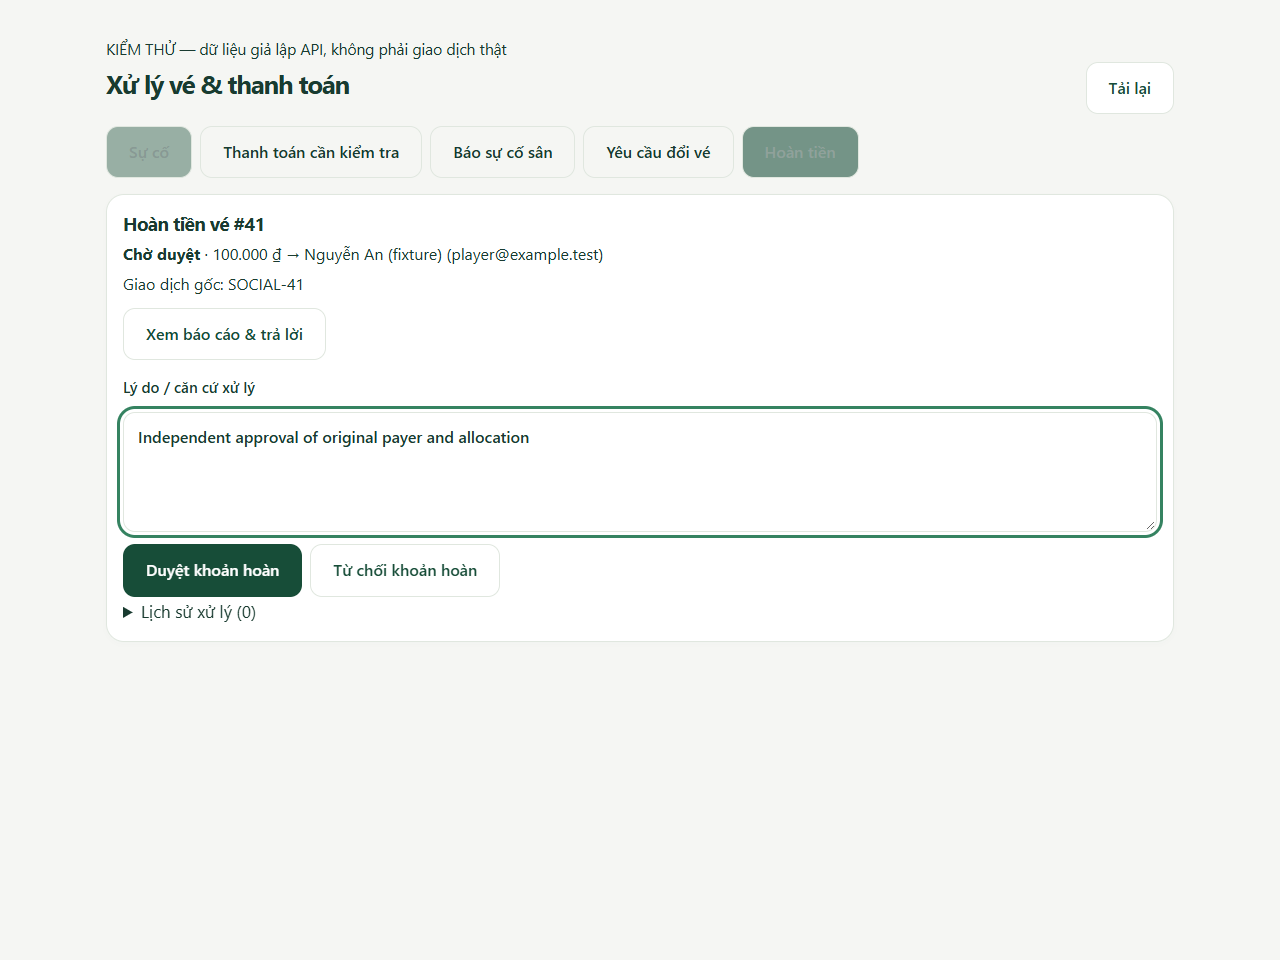 KIỂM THỬ — dữ liệu giả lập API, không phải giao dịch thật
Xử lý vé & thanh toán
Tải lại
Sự cố
Thanh toán cần kiểm tra
Báo sự cố sân
Yêu cầu đổi vé
Hoàn tiền
Hoàn tiền vé #41
Chờ duyệt · 100.000 ₫ → Nguyễn An (fixture) (player@example.test)
Giao dịch gốc: SOCIAL-41
Xem báo cáo & trả lời
Lý do / căn cứ xử lý
Independent approval of original payer and allocation
Duyệt khoản hoàn
Từ chối khoản hoàn
Lịch sử xử lý (0)